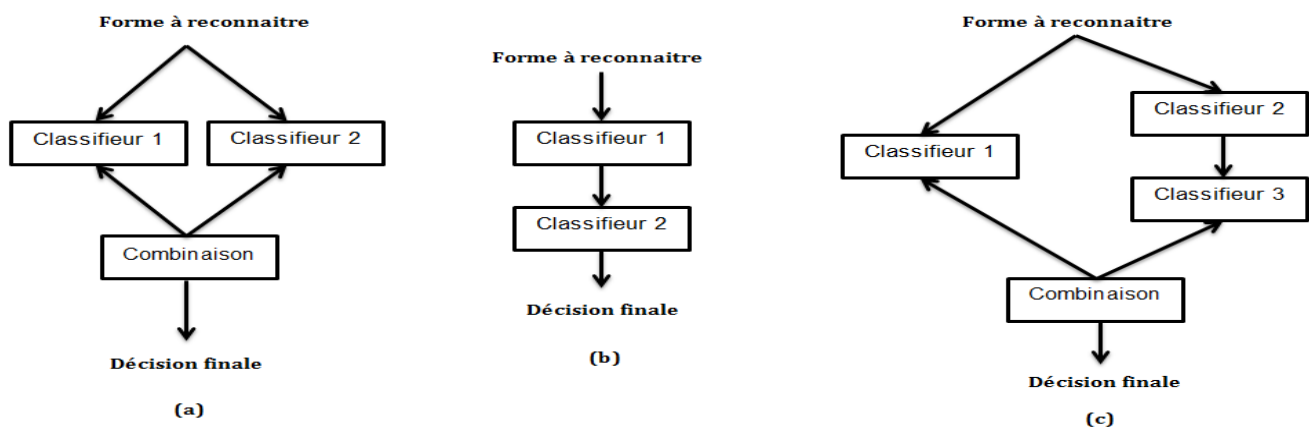 Forme à reconnaitre
Classifieur 1
Classifieur 2
Combinaison
Décision finale
(a)
Forme à reconnaitre
Classifieur 1
Classifieur 2
Décision finale
(b)
Forme à reconnaitre
Classifieur 2
Classifieur 1
Classifieur 3
Combinaison
Décision finale
(c)